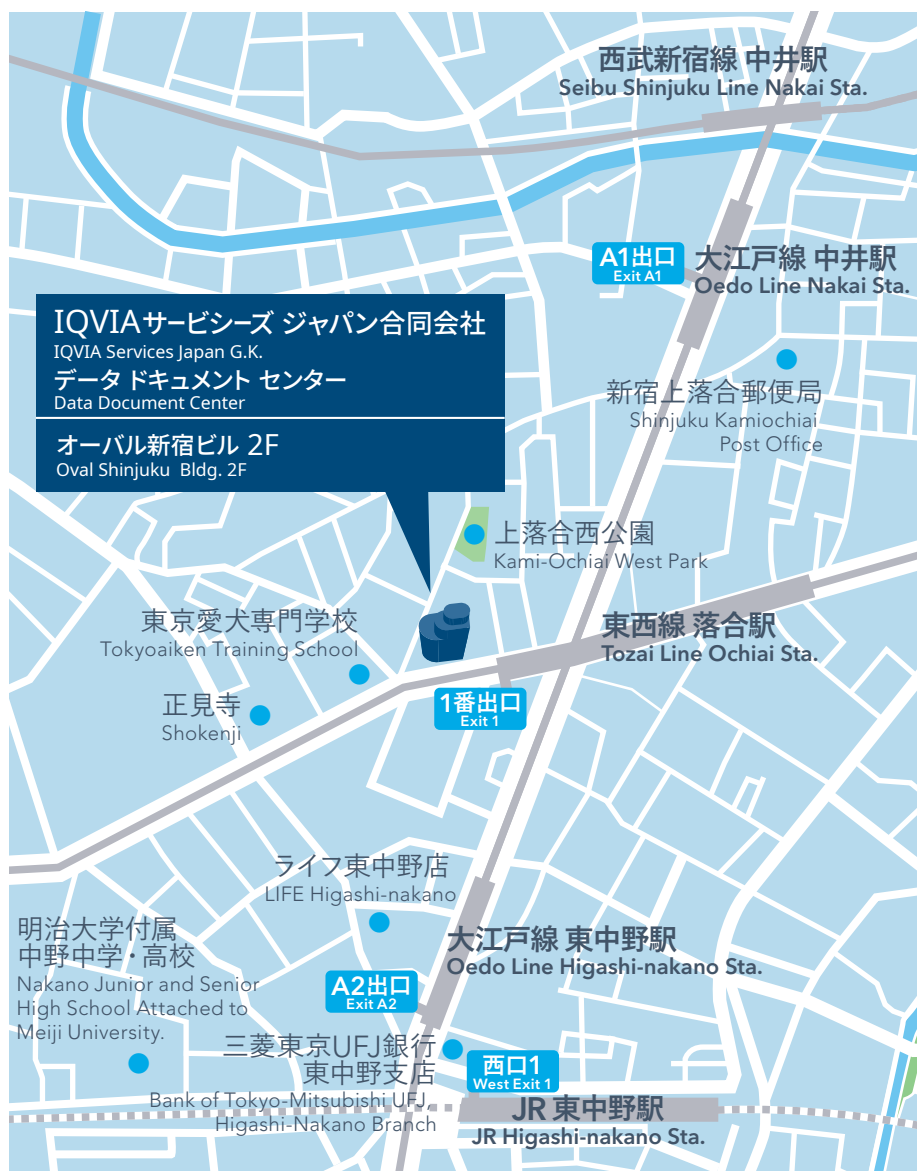 西武新宿線 中井駅
Seibu Shinjuku Line Nakai Sta.
A1出口
Exit A1
大江戸線 中井駅
Oedo Line Nakai Sta.
IQVIAサービシーズ ジャパン合同会社
IQVIA Services Japan G.K.
データ ドキュメント センター
Data Document Center
オーバル新宿ビル 2F
Oval Shinjuku Bldg. 2F
新宿上落合郵便局
Shinjuku Kamiochiai
Post Office
上落合西公園
Kami-Ochiai West Park
東京愛犬専門学校
Tokyoaiken Training School
東西線 落合駅
Tozai Line Ochiai Sta.
正見寺
Shokenji
1番出口
Exit 1
ライフ東中野店
LIFE Higashi-nakano
明治大学付属
中野中学・高校
Nakano Junior and Senior
High School Attached to
Meiji University.
大江戸線 東中野駅
Oedo Line Higashi-nakano Sta.
A2出口
Exit A2
三菱東京UFJ銀行
東中野支店
Bank of Tokyo-Mitsubishi UFJ,
Higashi-Nakano Branch
西口1
West Exit 1
JR 東中野駅
JR Higashi-nakano Sta.